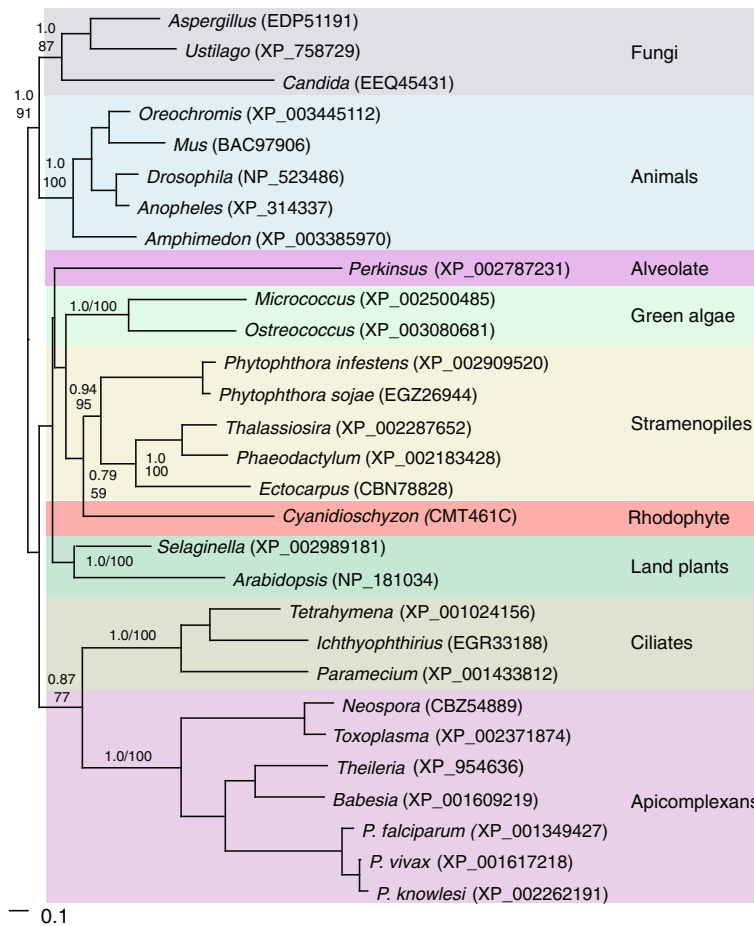 Aspergillus (EDP51191)
1.0
87
Ustilago (XP_758729)
Fungi
Candida (EEQ45431)
1.0
91
Oreochromis (XP_003445112)
Mus (BAC97906)
1.0
100
Drosophila (NP_523486)
Animals
Anopheles (XP_314337)
Amphimedon (XP_003385970)
Perkinsus (XP_002787231)
Alveolate
Micrococcus (XP_002500485)
1.0/100
Green algae
Ostreococcus (XP_003080681)
Phytophthora infestens (XP_002909520)
0.94
95
Phytophthora sojae (EGZ26944)
Thalassiosira (XP_002287652)
Stramenopiles
1.0
100
Phaeodactylum (XP_002183428)
0.79
59
Ectocarpus (CBN78828)
Cyanidioschyzon (CMT461C)
Rhodophyte
Selaginella (XP_002989181)
1.0/100
Land plants
Arabidopsis (NP_181034)
Tetrahymena (XP_001024156)
1.0/100
Ichthyophthirius (EGR33188)
Ciliates
Paramecium (XP_001433812)
0.87
77
Neospora (CBZ54889)
Toxoplasma (XP_002371874)
1.0/100
Theileria (XP_954636)
Babesia (XP_001609219)
Apicomplexans
P. falciparum (XP_001349427)
P. vivax (XP_001617218)
P. knowlesi (XP_002262191)
0.1